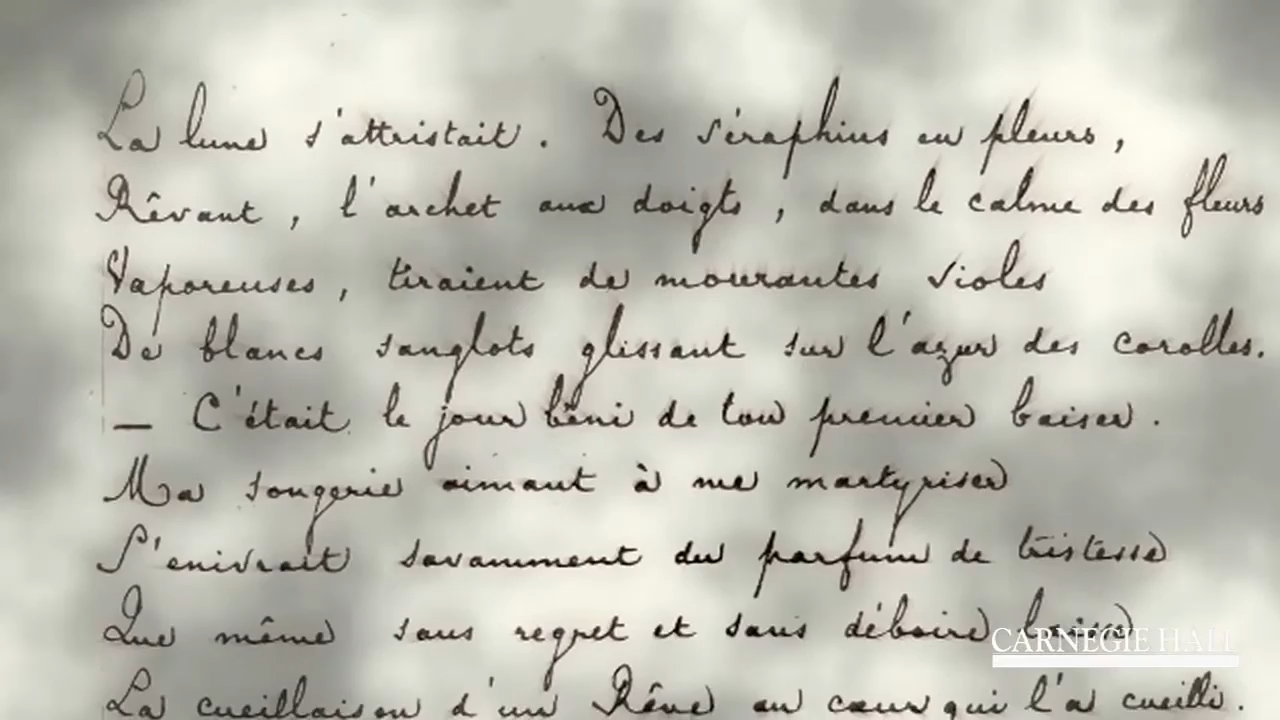 La lune s'attristait. Des séraphins en pleurs,
Rêvant, l'archet aux doigts, dans le calme des fleurs
Vaporeuses, tiraient de mourantes violes
De blancs sanglots glissant sur l'azur des corolles.
— C'était le jour béni de ton premier baiser.
Ma songerie aimant à me martyriser
S'enivrait savamment du parfum de tristesse
Que même sans regret et sans déboire laisse
CARNEGIE HALL
La cueillaison d'un Rêve au cœur qui l'a cueilli.